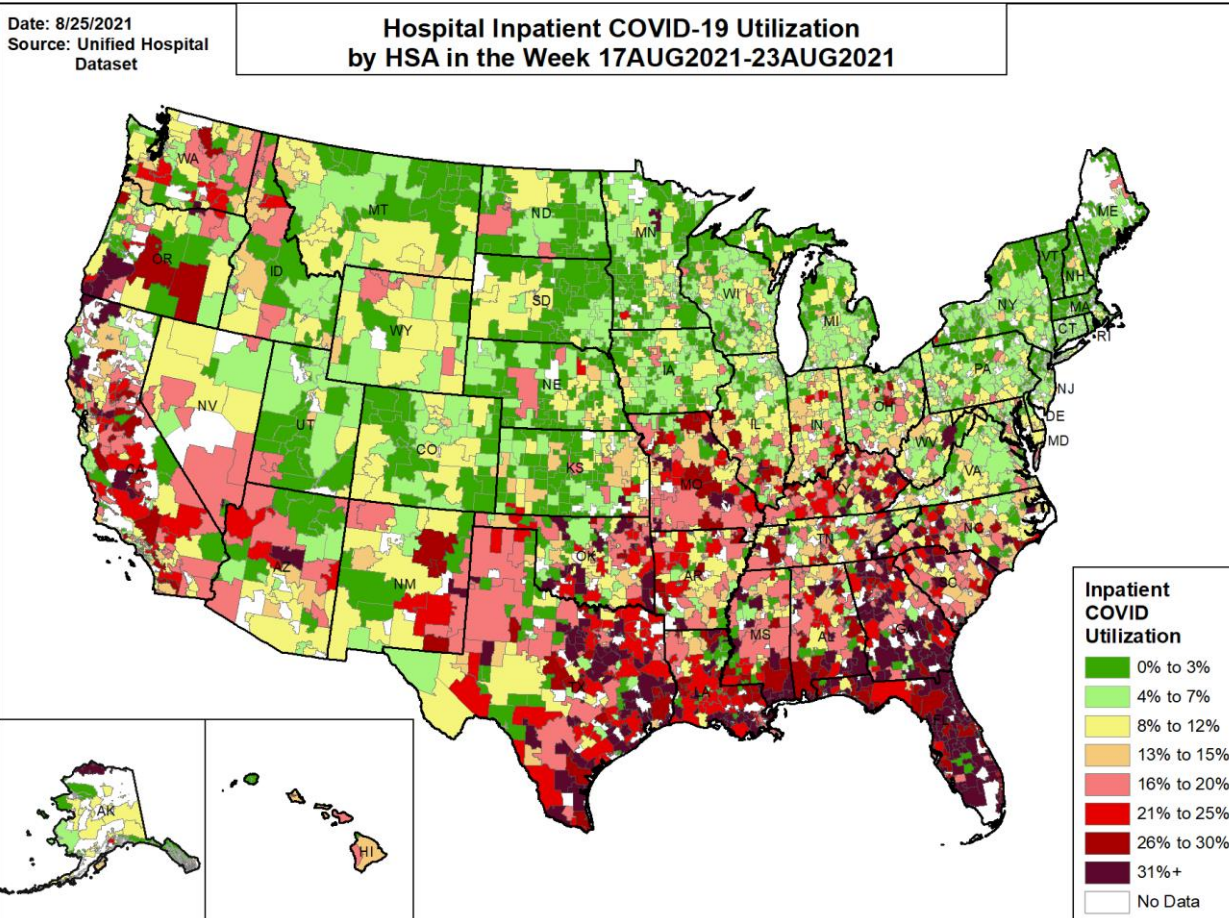 Date: 8/25/2021
Source: Unified Hospital
Dataset
Hospital Inpatient COVID-19 Utilization
by HSA in the Week 17AUG2021-23AUG2021
WA
MT
ND
MN
ME
OR
ID
SD
WI
MI
VT
NH
NY
MA
CT
RI
WY
IA
NE
PA
NJ
NV
UT
CO
IL
IN
OH
DE
MD
WV
VA
KS
MO
KY
CA
AZ
NM
OK
AR
TN
NC
SC
MS
AL
GA
TX
LA
FL
AK
HI
Inpatient
COVID
Utilization
0% to 3%
4% to 7%
8% to 12%
13% to 15%
16% to 20%
21% to 25%
26% to 30%
31%+
No Data